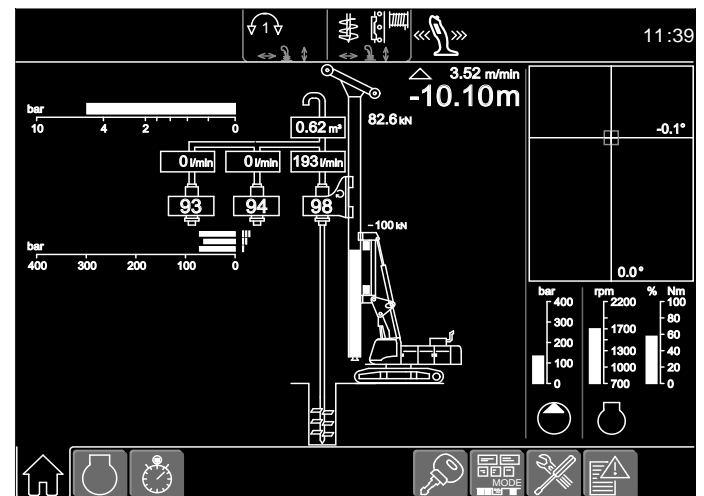 1
11:39
3.52 m/min
-10.10m
bar
10 4 2 0
0.62 m³
82.6 kN
-0.1°
0 l/min 0 l/min 193 l/min
93 94 98
-100 kN
bar
400 300 200 100 0
0.0°
bar rpm % Nm
400 2200 100
300 1700 80
200 1300 60
100 1000 40
0 700 20
0
MODE